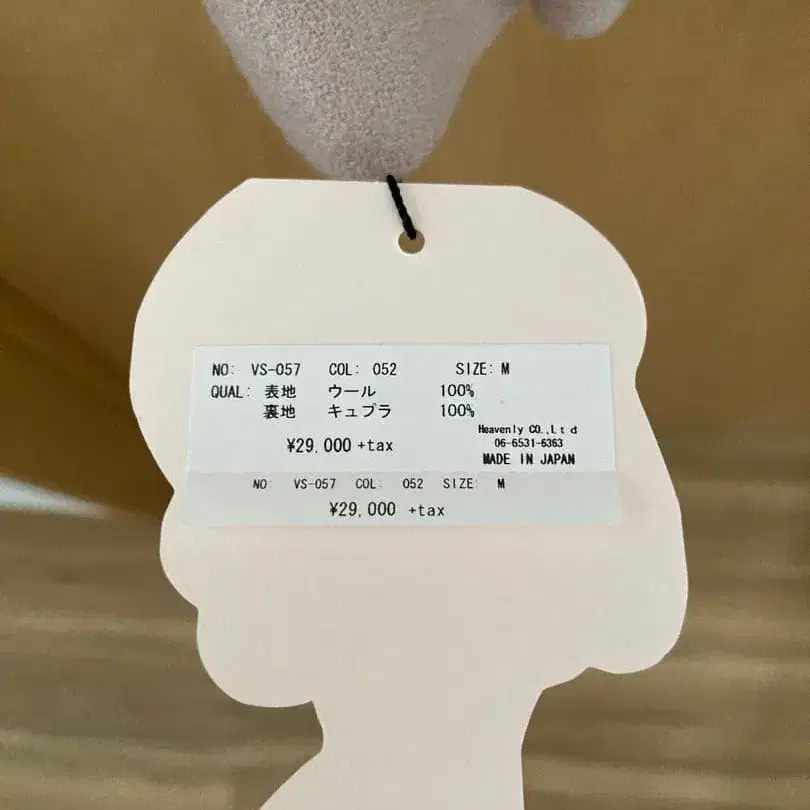 NO: VS-057 COL: 052 SIZE: M
QUAL: 表地 ウール 100%
裏地 キュプラ 100%
¥29,000 +tax
Heavenly CO.,Ltd
06-6531-6363
MADE IN JAPAN
NO: VS-057 COL: 052 SIZE: M
¥29,000 +tax